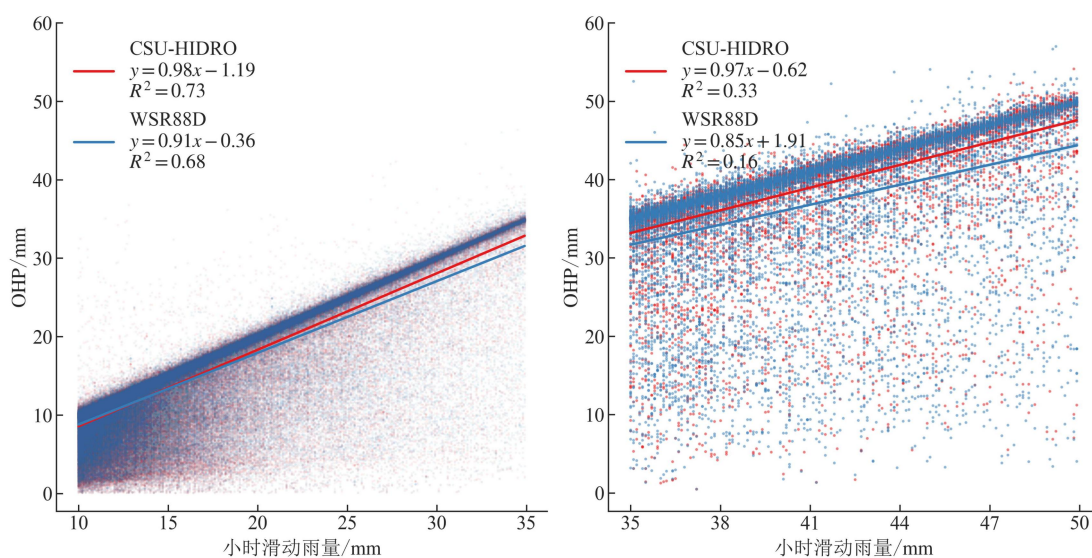 60
50
40
30
20
10
0
OHP/mm
CSU-HIDRO
y=0.98x−1.19
R²=0.73
WSR88D
y=0.91x−0.36
R²=0.68
10 15 20 25 30 35
小时滑动雨量/mm
60
50
40
30
20
10
0
OHP/mm
CSU-HIDRO
y=0.97x−0.62
R²=0.33
WSR88D
y=0.85x+1.91
R²=0.16
35 38 41 44 47 50
小时滑动雨量/mm